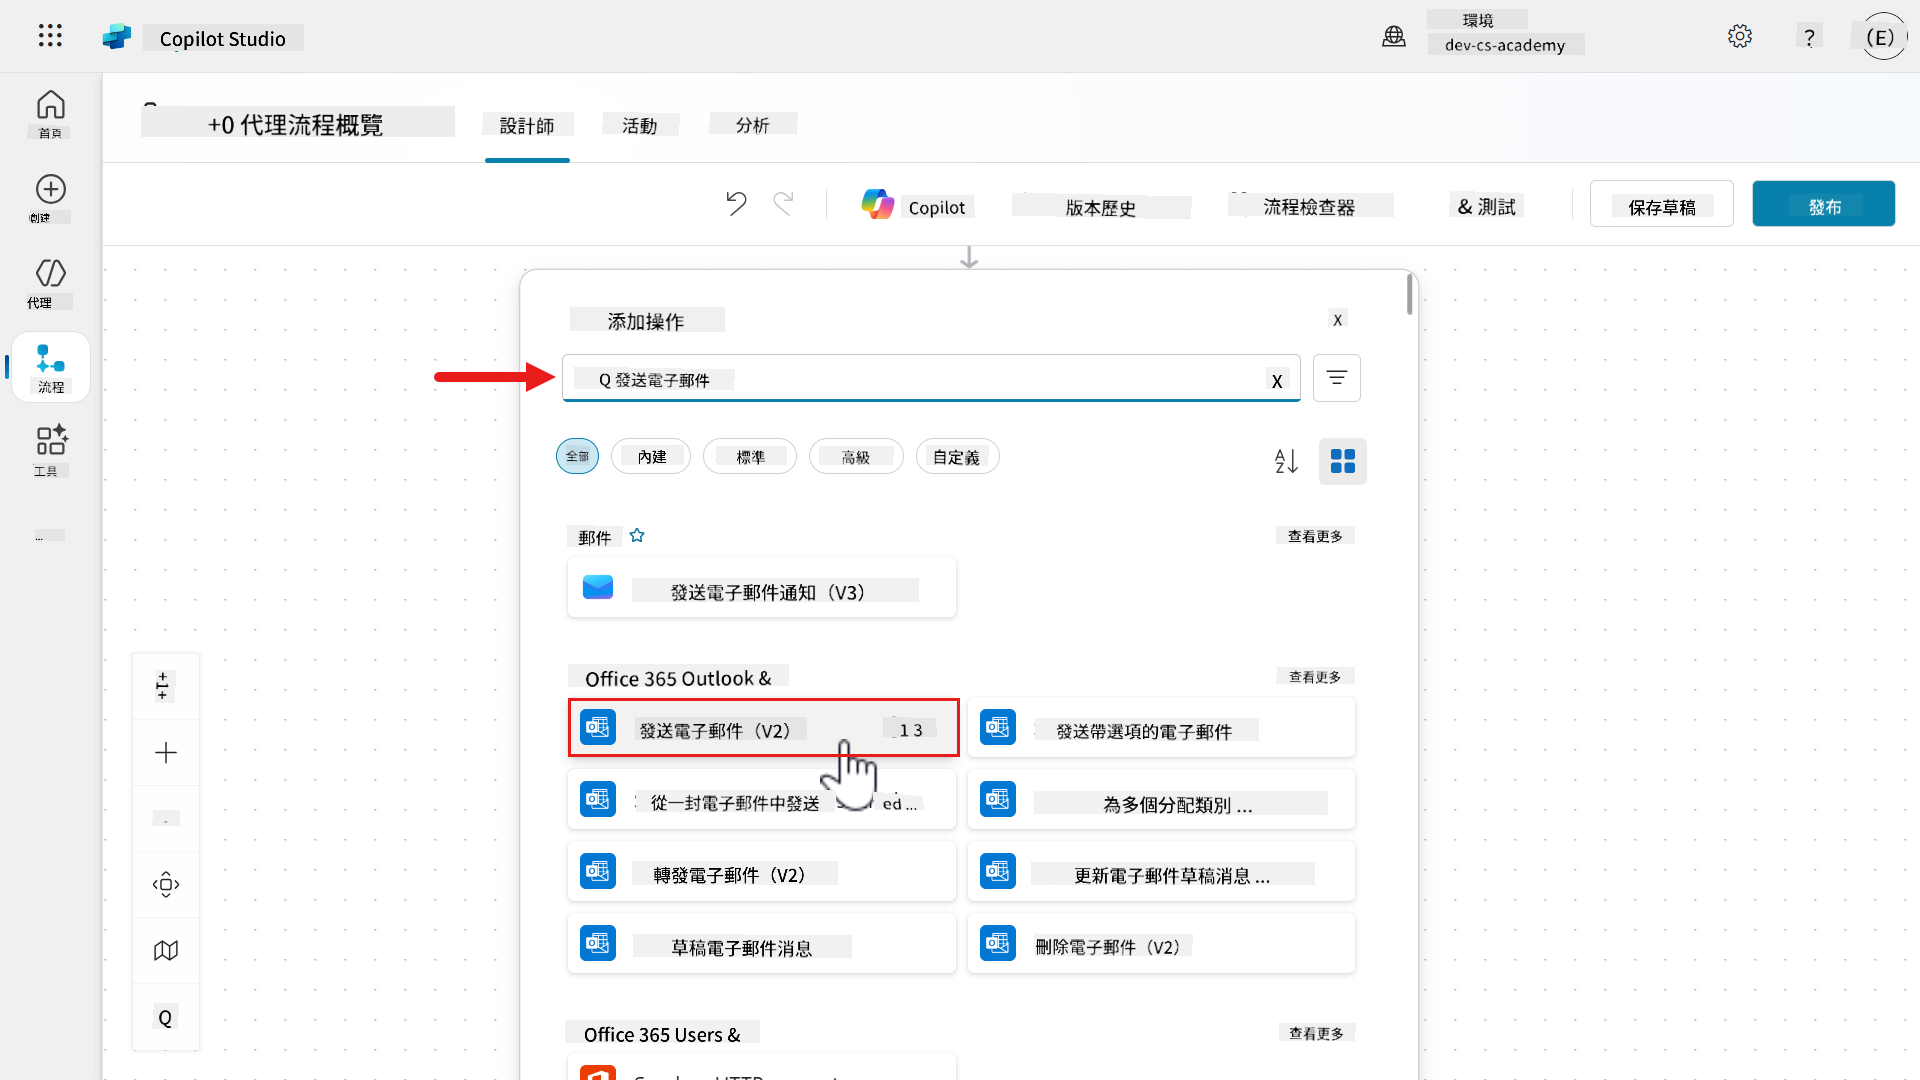 Copilot Studio
環境
dev-cs-academy
?
(E)
首頁
創建
代理
流程
工具
...
+0 代理流程概覽
設計師
活動
分析
Copilot
版本歷史
流程檢查器
& 測試
保存草稿
發布
添加操作
X
Q 發送電子郵件
X
全部
內建
標準
高級
自定義
郵件
查看更多
發送電子郵件通知（V3）
Office 365 Outlook &
查看更多
發送電子郵件（V2）
1 3
發送帶選項的電子郵件
從一封電子郵件中發送
ed ...
為多個分配類別 ...
轉發電子郵件（V2）
更新電子郵件草稿消息 ...
草稿電子郵件消息
刪除電子郵件（V2）
Office 365 Users &
查看更多
Q